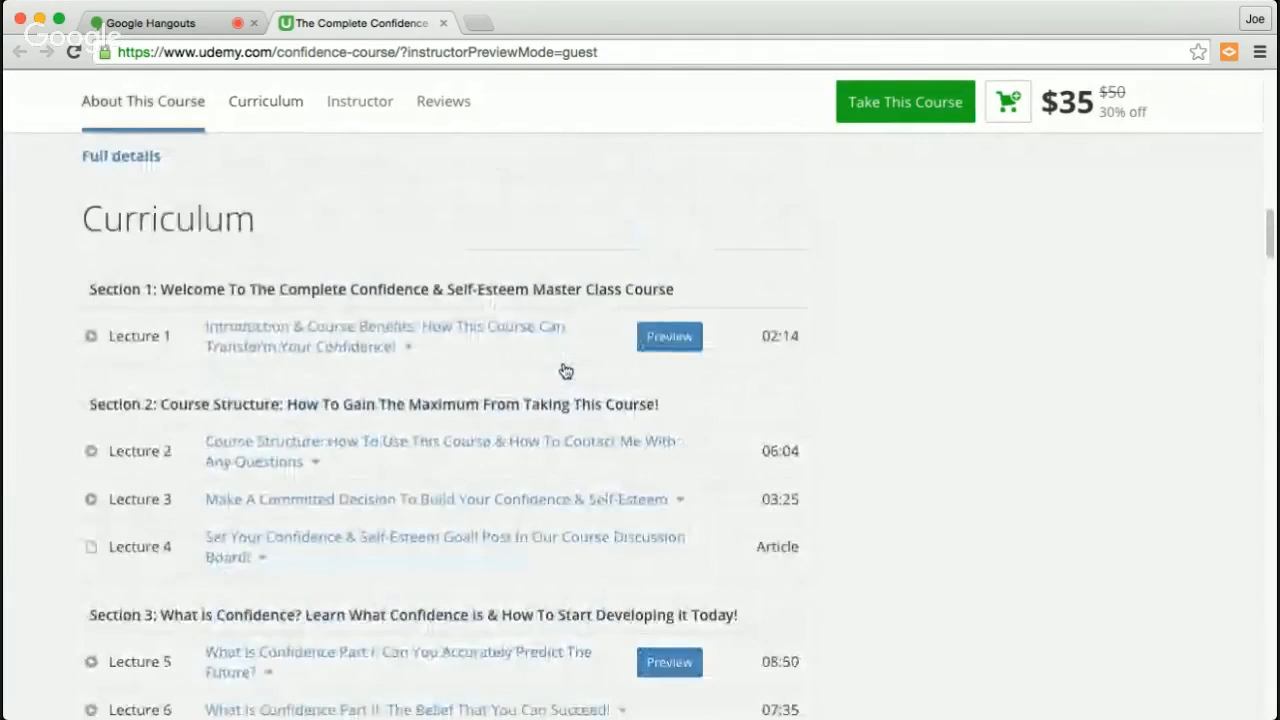 Google Hangouts
The Complete Confidence
Joe
Google
https://www.udemy.com/confidence-course/?instructorPreviewMode=guest
About This Course
Curriculum
Instructor
Reviews
Take This Course
$35
$50
30% off
Full details
Curriculum
Section 1: Welcome To The Complete Confidence & Self-Esteem Master Class Course
Lecture 1
Introduction & Course Benefits: How This Course Can
Transform Your Confidence!
Preview
02:14
Section 2: Course Structure: How To Gain The Maximum From Taking This Course!
Lecture 2
Course Structure: How To Use This Course & How To Contact Me With
Any Questions
06:04
Lecture 3
Make A Committed Decision To Build Your Confidence & Self-Esteem
03:25
Lecture 4
Set Your Confidence & Self-Esteem Goal! Post In Our Course Discussion
Board!
Article
Section 3: What is Confidence? Learn What Confidence is & How To Start Developing it Today!
Lecture 5
What Is Confidence Part I: Can You Accurately Predict The
Future?
Preview
08:50
Lecture 6
What Is Confidence Part II: The Belief That You Can Succeed!
07:35